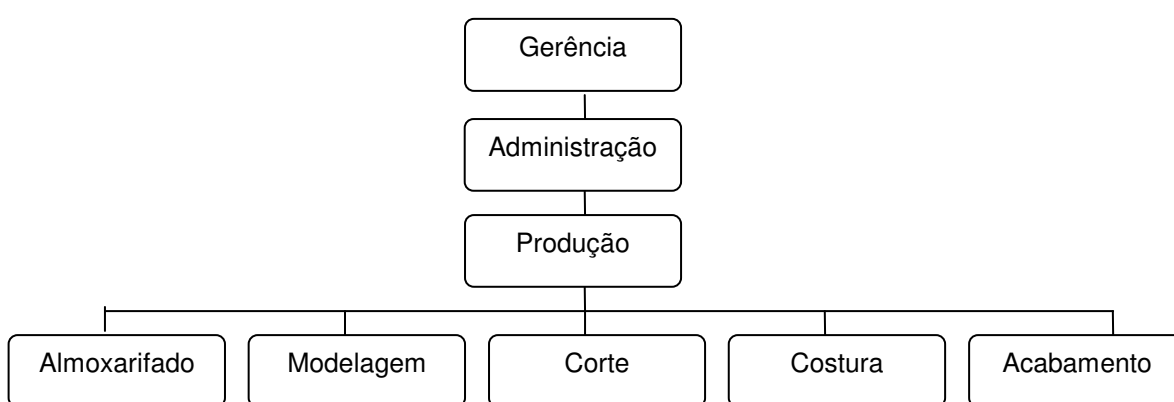 Gerência
Administração
Produção
Almoxarifado Modelagem Corte Costura Acabamento